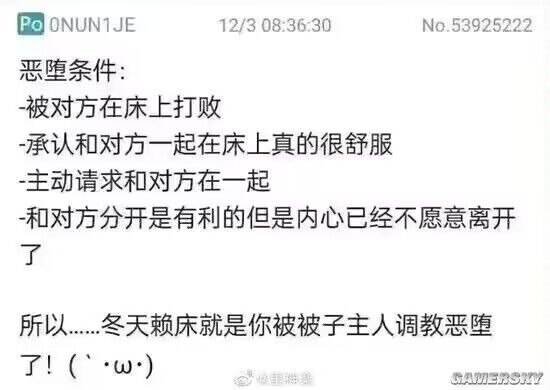 Po 0NUN1JE 12/3 08:36:30 No.53925222
恶堕条件：
-被对方在床上打败
-承认和对方一起在床上真的很舒服
-主动请求和对方在一起
-和对方分开是有利的但是内心已经不愿意离开
了
所以……冬天赖床就是你被被子主人调教恶堕
了！(｀･ω･)
GAMERSKY